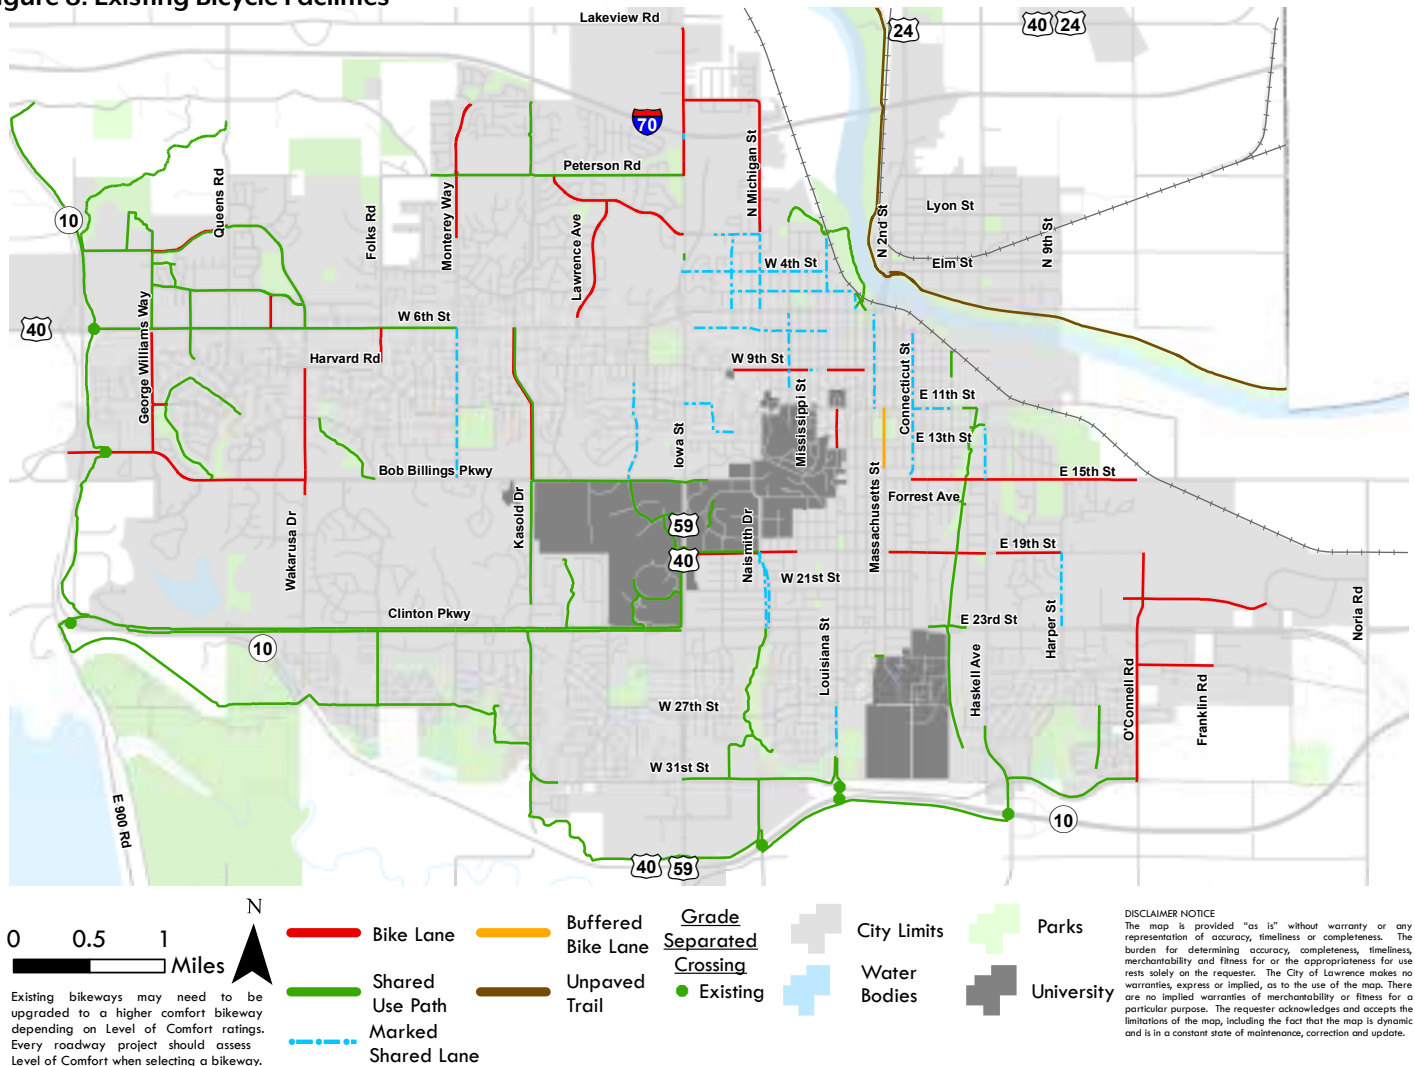 Figure 8: Existing Bicycle Facilities
Lakeview Rd
24
40
24
70
Peterson Rd
N Michigan St
Queens Rd
Folks Rd
Monterey Way
Lawrence Ave
10
N 2nd St
Lyon St
N 9th St
Elm St
W 4th St
40
George Williams Way
W 6th St
Harvard Rd
W 9th St
Mississippi St
Connecticut St
E 11th St
E 13th St
Iowa St
Bob Billings Pkwy
E 15th St
Massachusetts St
Forrest Ave
Kasold Dr
Wakarusa Dr
59
40
Naismith Dr
E 19th St
W 21st St
Clinton Pkwy
E 23rd St
Harper St
Noria Rd
10
Louisiana St
Haskell Ave
O'Connell Rd
Franklin Rd
W 27th St
W 31st St
E 900 Rd
10
40
59
0 0.5 1
Miles
N
Existing bikeways may need to be
upgraded to a higher comfort bikeway
depending on Level of Comfort ratings.
Every roadway project should assess
Level of Comfort when selecting a bikeway.
Bike Lane
Shared
Use Path
Marked
Shared Lane
Buffered
Bike Lane
Unpaved
Trail
Grade
Separated
Crossing
Existing
City Limits
Water
Bodies
Parks
University
DISCLAIMER NOTICE
The map is provided “as is” without warranty or any
representation of accuracy, timeliness or completeness. The
burden for determining accuracy, completeness, timeliness,
merchantability and fitness for or the appropriateness for use
rests solely on the requester. The City of Lawrence makes no
warranties, express or implied, as to the use of the map. There
are no implied warranties of merchantability or fitness for a
particular purpose. The requester acknowledges and accepts the
limitations of the map, including the fact that the map is dynamic
and is in a constant state of maintenance, correction and update.